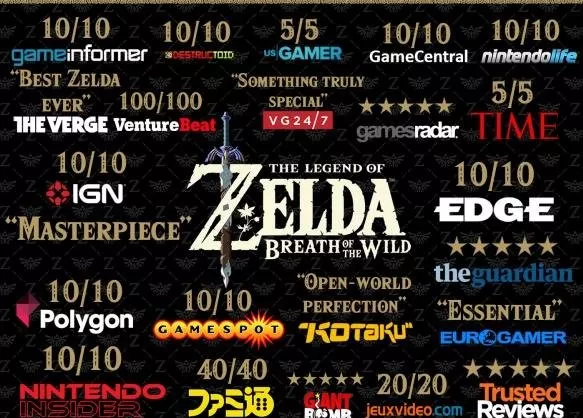 10/10
gameinformer
10/10
DESTRUCTOID
5/5
US GAMER
10/10
GameCentral
10/10
nintendolife
"BEST ZELDA
EVER"
THE VERGE
100/100
VentureBeat
"SOMETHING TRULY
SPECIAL"
VG24/7
★★★★★
gamesradar
5/5
TIME
10/10
IGN
"MASTERPIECE"
THE LEGEND OF
ZELDA
BREATH OF THE WILD
10/10
EDGE
★★★★★
theguardian
10/10
Polygon
10/10
GAMESPOT
"OPEN-WORLD
PERFECTION"
KOTAKU
"ESSENTIAL"
EUROGAMER
10/10
NINTENDO
INSIDER
40/40
ファミ通
★★★★★
GIANT
BOMB
20/20
jeuxvideo.com
★★★★★
Trusted
Reviews